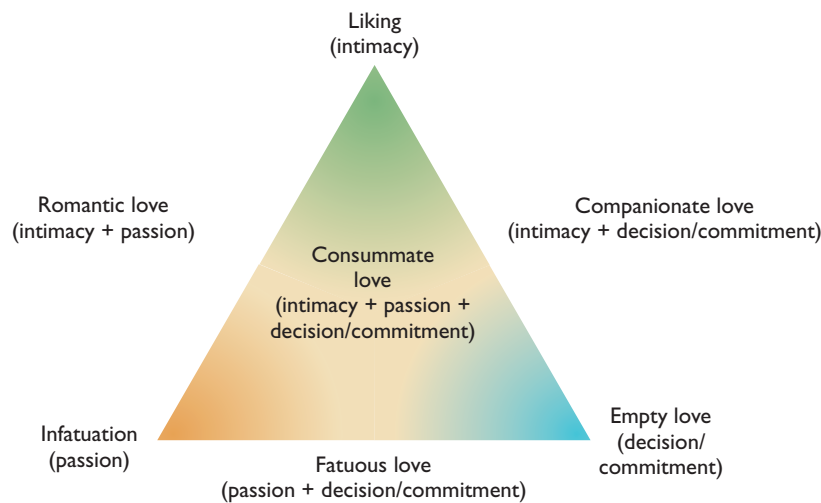 Liking
(intimacy)
Romantic love
(intimacy + passion)
Companionate love
(intimacy + decision/commitment)
Consummate
love
(intimacy + passion +
decision/commitment)
Infatuation
(passion)
Fatuous love
(passion + decision/commitment)
Empty love
(decision/
commitment)